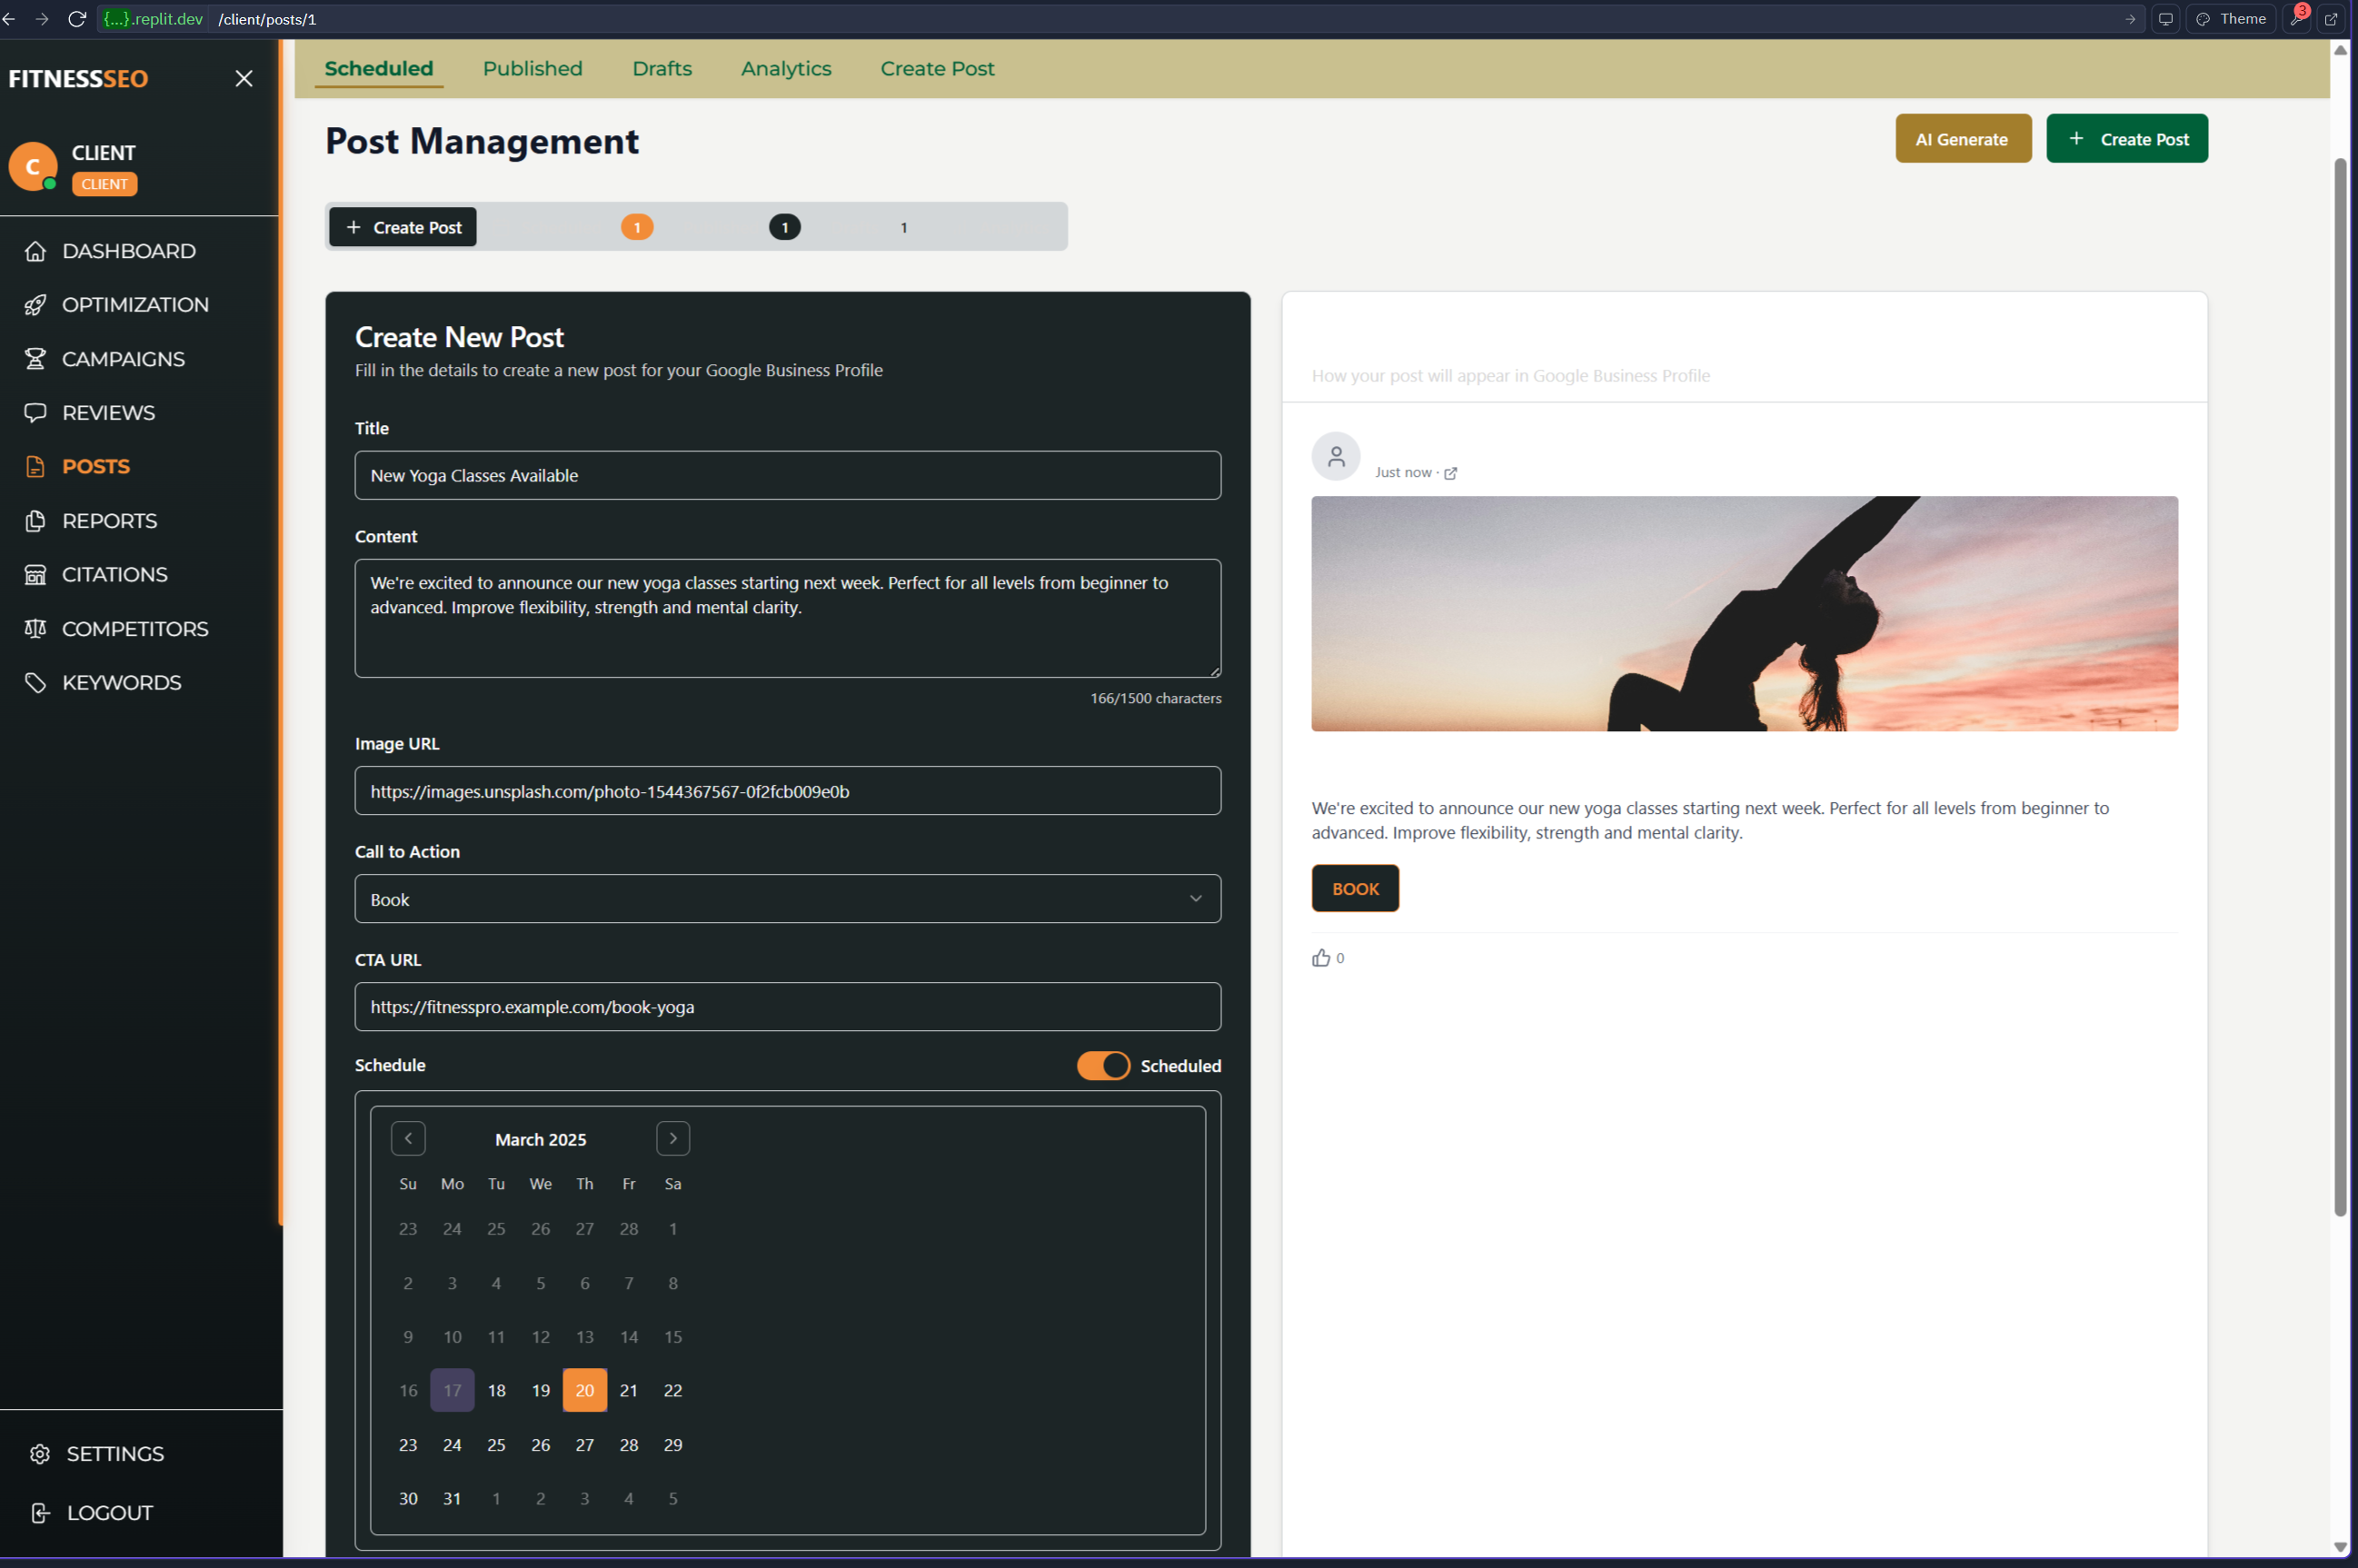 {...}.replit.dev /client/posts/1
Theme
3
FITNESSSEO
C
CLIENT
CLIENT
DASHBOARD
OPTIMIZATION
CAMPAIGNS
REVIEWS
POSTS
REPORTS
CITATIONS
COMPETITORS
KEYWORDS
SETTINGS
LOGOUT
Scheduled Published Drafts Analytics Create Post
Post Management
AI Generate
+ Create Post
+ Create Post 1 1 1
Create New Post
Fill in the details to create a new post for your Google Business Profile
Title
New Yoga Classes Available
Content
We're excited to announce our new yoga classes starting next week. Perfect for all levels from beginner to
advanced. Improve flexibility, strength and mental clarity.
166/1500 characters
Image URL
https://images.unsplash.com/photo-1544367567-0f2fcb009e0b
Call to Action
Book
CTA URL
https://fitnesspro.example.com/book-yoga
Schedule
Scheduled
March 2025
Su Mo Tu We Th Fr Sa
23 24 25 26 27 28 1
2 3 4 5 6 7 8
9 10 11 12 13 14 15
16 17 18 19 20 21 22
23 24 25 26 27 28 29
30 31 1 2 3 4 5
How your post will appear in Google Business Profile
Just now ·
We're excited to announce our new yoga classes starting next week. Perfect for all levels from beginner to
advanced. Improve flexibility, strength and mental clarity.
BOOK
0